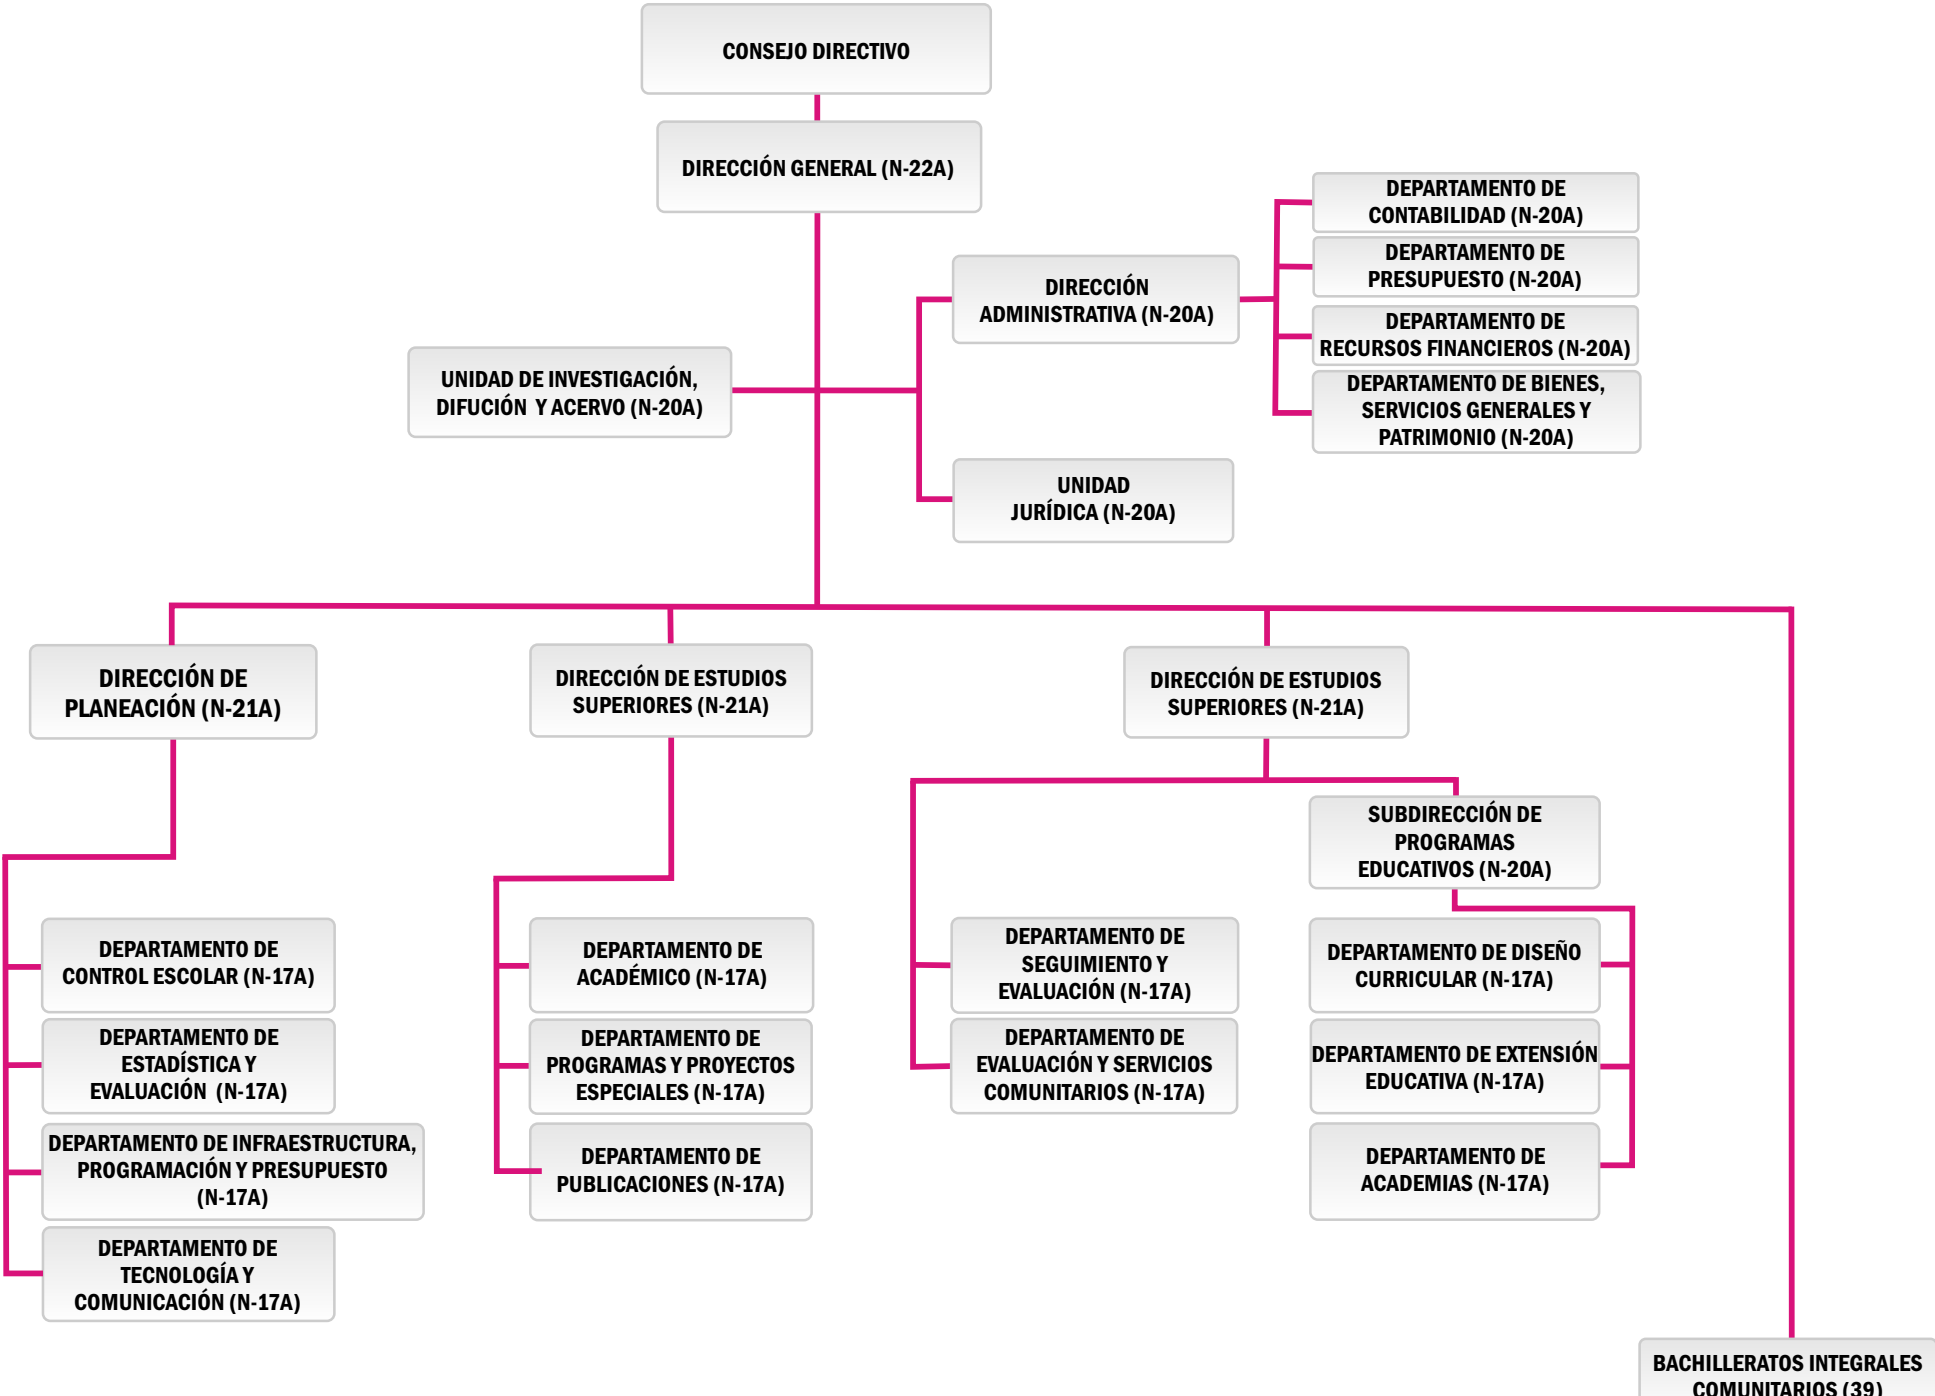 CONSEJO DIRECTIVO
DIRECCIÓN GENERAL (N-22A)
DEPARTAMENTO DE
CONTABILIDAD (N-20A)
DEPARTAMENTO DE
PRESUPUESTO (N-20A)
DIRECCIÓN
ADMINISTRATIVA (N-20A)
DEPARTAMENTO DE
RECURSOS FINANCIEROS (N-20A)
DEPARTAMENTO DE BIENES,
SERVICIOS GENERALES Y
PATRIMONIO (N-20A)
UNIDAD DE INVESTIGACIÓN,
DIFUCIÓN Y ACERVO (N-20A)
UNIDAD
JURÍDICA (N-20A)
DIRECCIÓN DE
PLANEACIÓN (N-21A)
DIRECCIÓN DE ESTUDIOS
SUPERIORES (N-21A)
DIRECCIÓN DE ESTUDIOS
SUPERIORES (N-21A)
SUBDIRECCIÓN DE
PROGRAMAS
EDUCATIVOS (N-20A)
DEPARTAMENTO DE
CONTROL ESCOLAR (N-17A)
DEPARTAMENTO DE
ESTADÍSTICA Y
EVALUACIÓN (N-17A)
DEPARTAMENTO DE INFRAESTRUCTURA,
PROGRAMACIÓN Y PRESUPUESTO
(N-17A)
DEPARTAMENTO DE
TECNOLOGÍA Y
COMUNICACIÓN (N-17A)
DEPARTAMENTO DE
ACADÉMICO (N-17A)
DEPARTAMENTO DE
PROGRAMAS Y PROYECTOS
ESPECIALES (N-17A)
DEPARTAMENTO DE
PUBLICACIONES (N-17A)
DEPARTAMENTO DE
SEGUIMIENTO Y
EVALUACIÓN (N-17A)
DEPARTAMENTO DE
EVALUACIÓN Y SERVICIOS
COMUNITARIOS (N-17A)
DEPARTAMENTO DE DISEÑO
CURRICULAR (N-17A)
DEPARTAMENTO DE EXTENSIÓN
EDUCATIVA (N-17A)
DEPARTAMENTO DE
ACADEMIAS (N-17A)
BACHILLERATOS INTEGRALES
COMUNITARIOS (39)